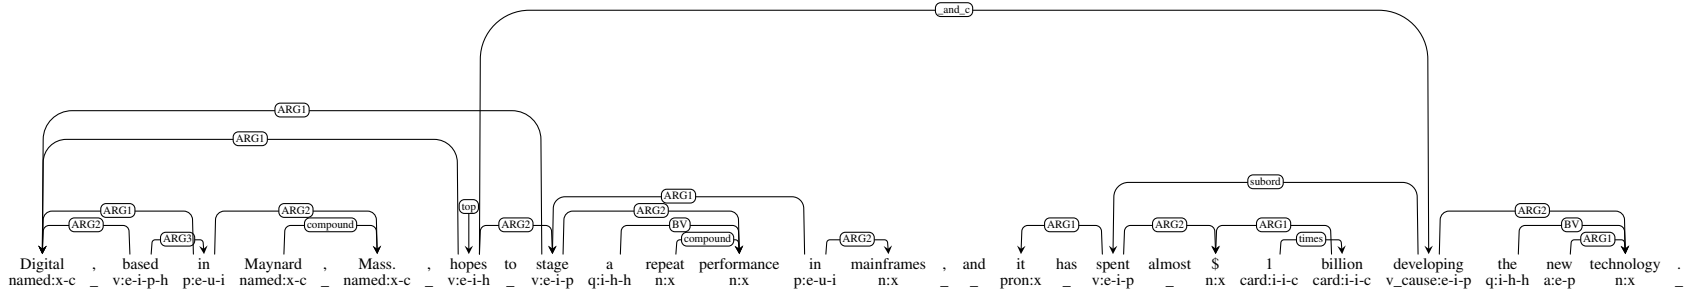 _and_c
ARG1
ARG1
subord
ARG1
top
ARG1 ARG2 ARG2 ARG2
ARG2 compound ARG2 BV ARG1 ARG2 ARG1 BV
ARG3 compound ARG2 times ARG1
Digital , based in Maynard , Mass. , hopes to stage a repeat performance in mainframes , and it has spent almost $ 1 billion developing the new technology .
named:x-c _ v:e-i-p-h p:e-u-i named:x-c _ named:x-c _ v:e-i-h _ v:e-i-p q:i-h-h n:x n:x p:e-u-i n:x _ _ pron:x _ v:e-i-p _ n:x card:i-i-c card:i-i-c v_cause:e-i-p q:i-h-h a:e-p n:x _